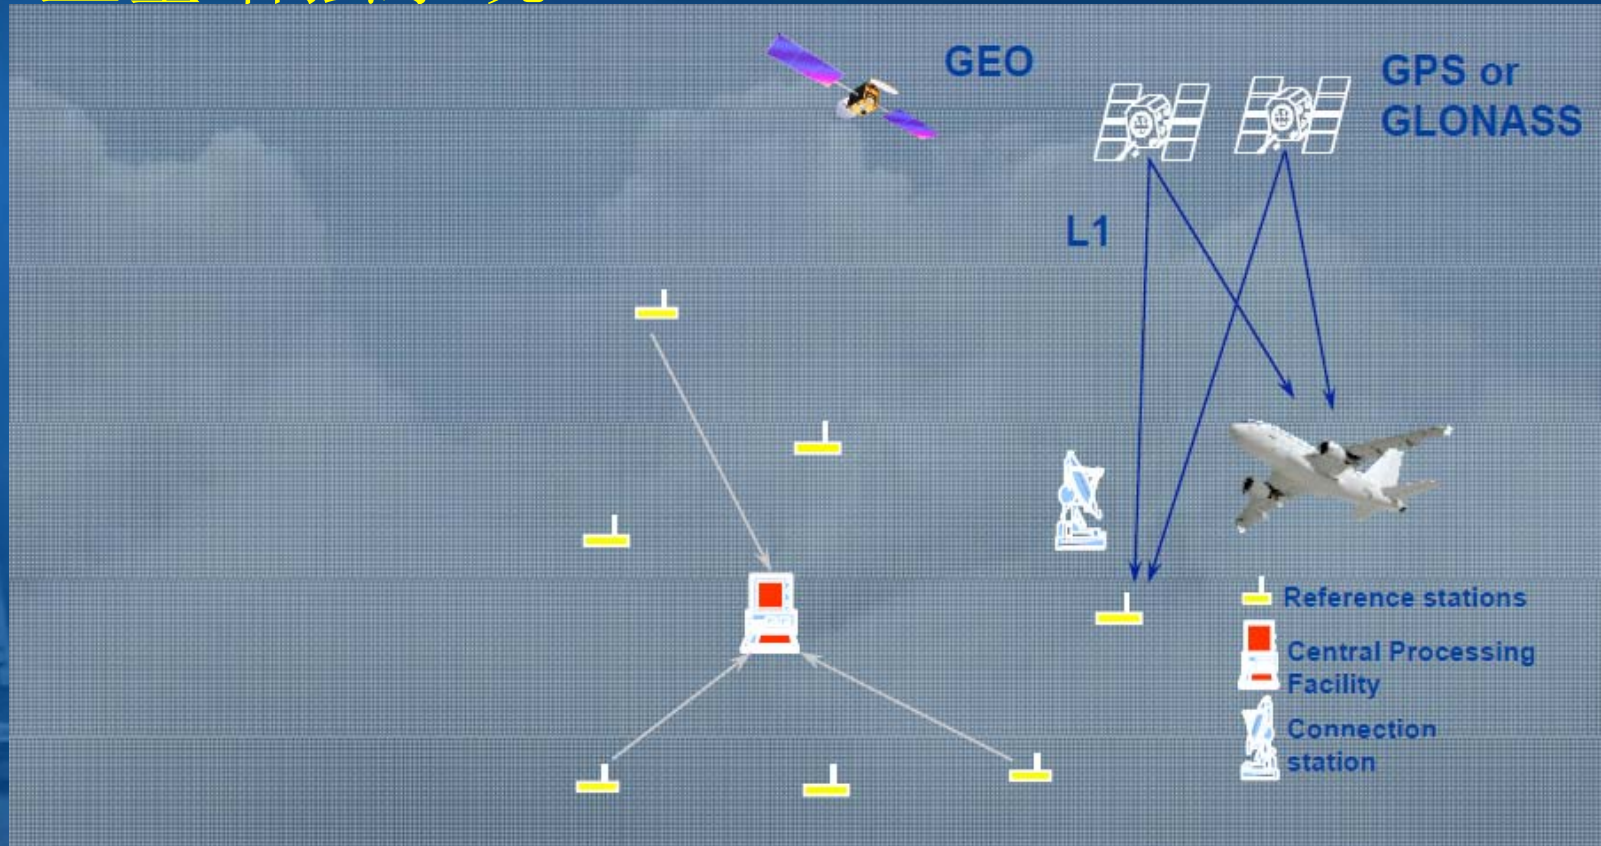 GEO
GPS or
GLONASS
L1
Reference stations
Central Processing
Facility
Connection
station